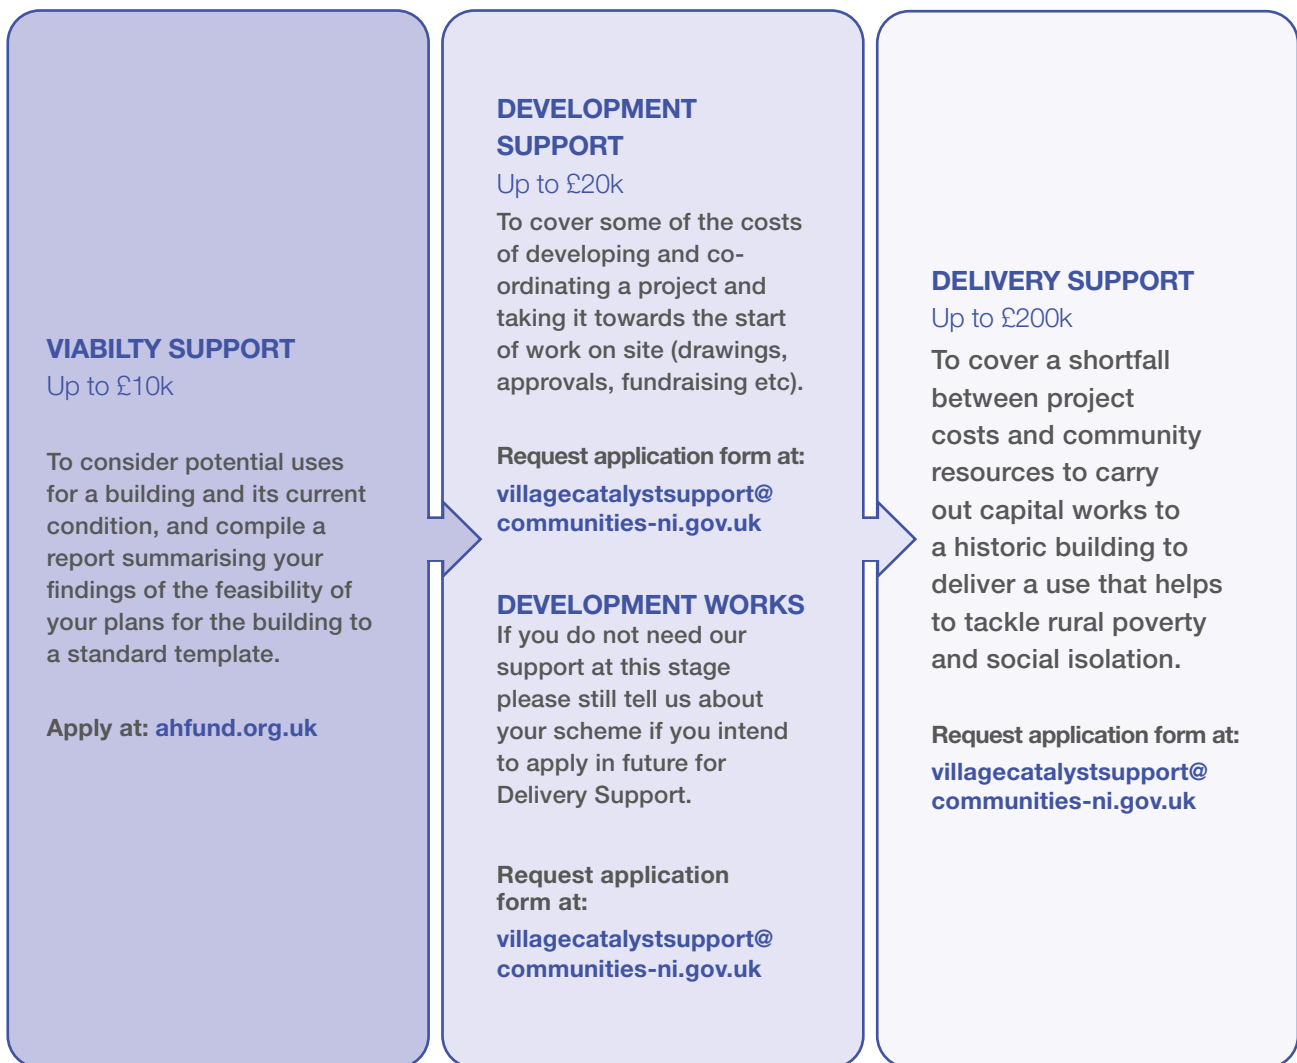 VIABILTY SUPPORT
Up to £10k
To consider potential uses
for a building and its current
condition, and compile a
report summarising your
findings of the feasibility of
your plans for the building to
a standard template.
Apply at: ahfund.org.uk
DEVELOPMENT
SUPPORT
Up to £20k
To cover some of the costs
of developing and co-
ordinating a project and
taking it towards the start
of work on site (drawings,
approvals, fundraising etc).
Request application form at:
villagecatalystsupport@
communities-ni.gov.uk
DEVELOPMENT WORKS
If you do not need our
support at this stage
please still tell us about
your scheme if you intend
to apply in future for
Delivery Support.
Request application
form at:
villagecatalystsupport@
communities-ni.gov.uk
DELIVERY SUPPORT
Up to £200k
To cover a shortfall
between project
costs and community
resources to carry
out capital works to
a historic building to
deliver a use that helps
to tackle rural poverty
and social isolation.
Request application form at:
villagecatalystsupport@
communities-ni.gov.uk